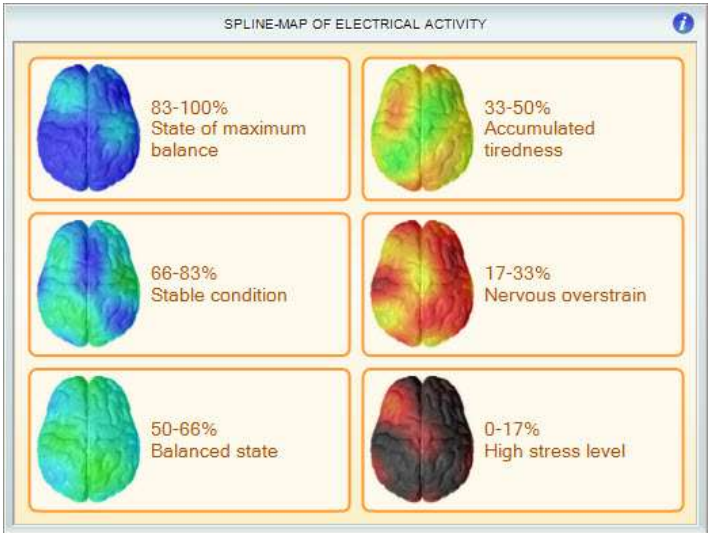 SPLINE-MAP OF ELECTRICAL ACTIVITY
i
83-100%
State of maximum
balance
33-50%
Accumulated
tiredness
66-83%
Stable condition
17-33%
Nervous overstrain
50-66%
Balanced state
0-17%
High stress level